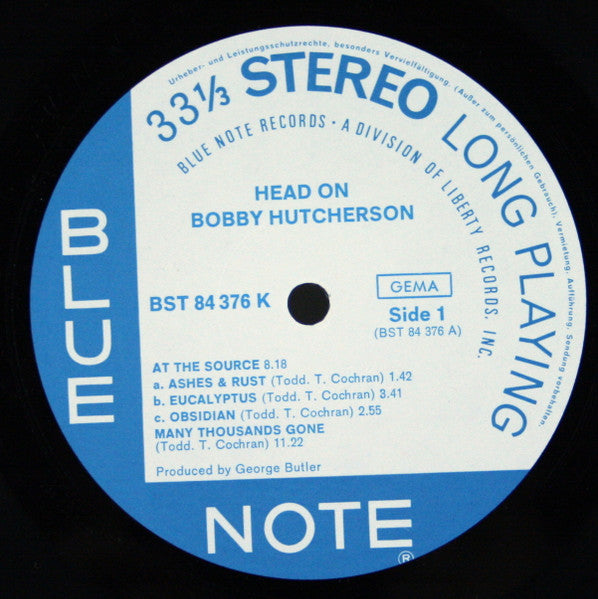 Urheber- und Leistungsschutzrechte, besonders Vervielfältigung, (Außer zum persönlichen Gebrauch), Vermietung, Aufführung, Sendung vorbehalten.
33⅓ STEREO LONG PLAYING
BLUE NOTE RECORDS · A DIVISION OF LIBERTY RECORDS, INC.
HEAD ON
BOBBY HUTCHERSON
BST 84 376 K
GEMA
Side 1
(BST 84 376 A)
AT THE SOURCE 8.18
a. ASHES & RUST (Todd. T. Cochran) 1.42
b. EUCALYPTUS (Todd. T. Cochran) 3.41
c. OBSIDIAN (Todd. T. Cochran) 2.55
MANY THOUSANDS GONE
(Todd. T. Cochran) 11.22
Produced by George Butler
BLUE
NOTE®